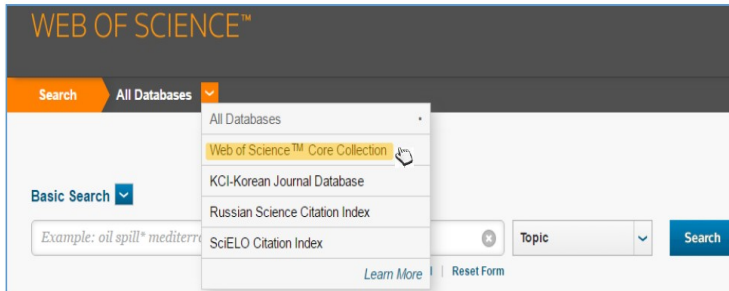 WEB OF SCIENCE™
Search All Databases
All Databases
Web of Science™ Core Collection
KCI-Korean Journal Database
Basic Search
Russian Science Citation Index
Example: oil spill* mediterr
SciELO Citation Index
Topic
Search
Learn More
| Reset Form